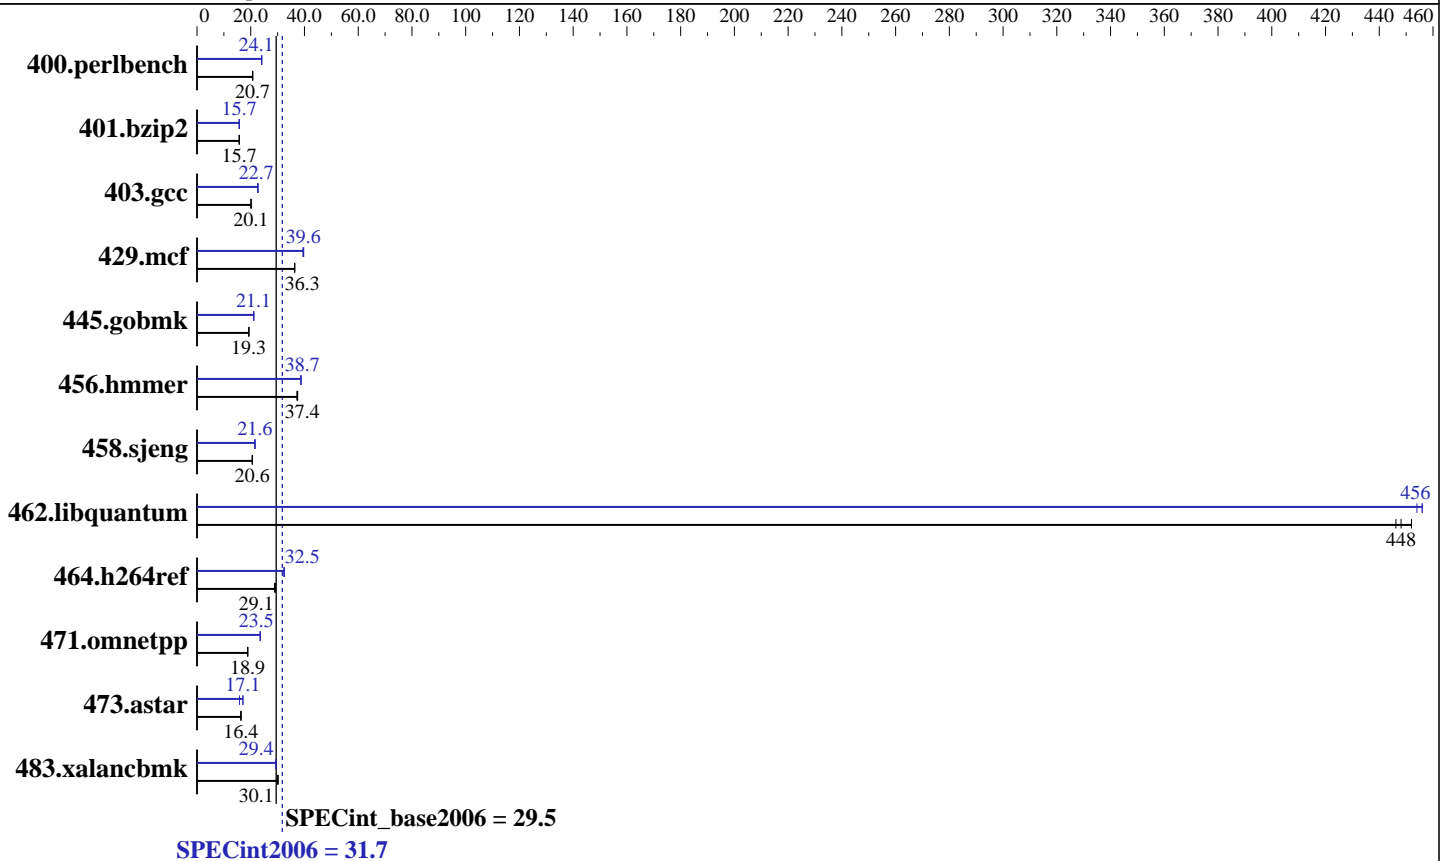 0 20.0 40.0 60.0 80.0 100 120 140 160 180 200 220 240 260 280 300 320 340 360 380 400 420 440 460
24.1
400.perlbench
20.7
15.7
401.bzip2
15.7
22.7
403.gcc
20.1
39.6
429.mcf
36.3
21.1
445.gobmk
19.3
38.7
456.hmmer
37.4
21.6
458.sjeng
20.6
456
462.libquantum
448
32.5
464.h264ref
29.1
23.5
471.omnetpp
18.9
17.1
473.astar
16.4
29.4
483.xalancbmk
30.1
SPECint_base2006 = 29.5
SPECint2006 = 31.7